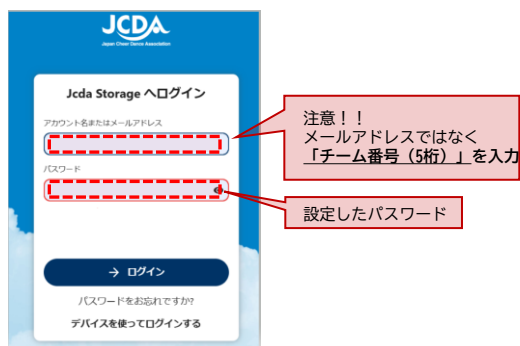 JCDA
Japan Cheer Dance Association
Jcda Storage へログイン
アカウント名またはメールアドレス
パスワード
→ ログイン
パスワードをお忘れですか?
デバイスを使ってログインする
注意！！
メールアドレスではなく
「チーム番号（5桁）」を入力
設定したパスワード